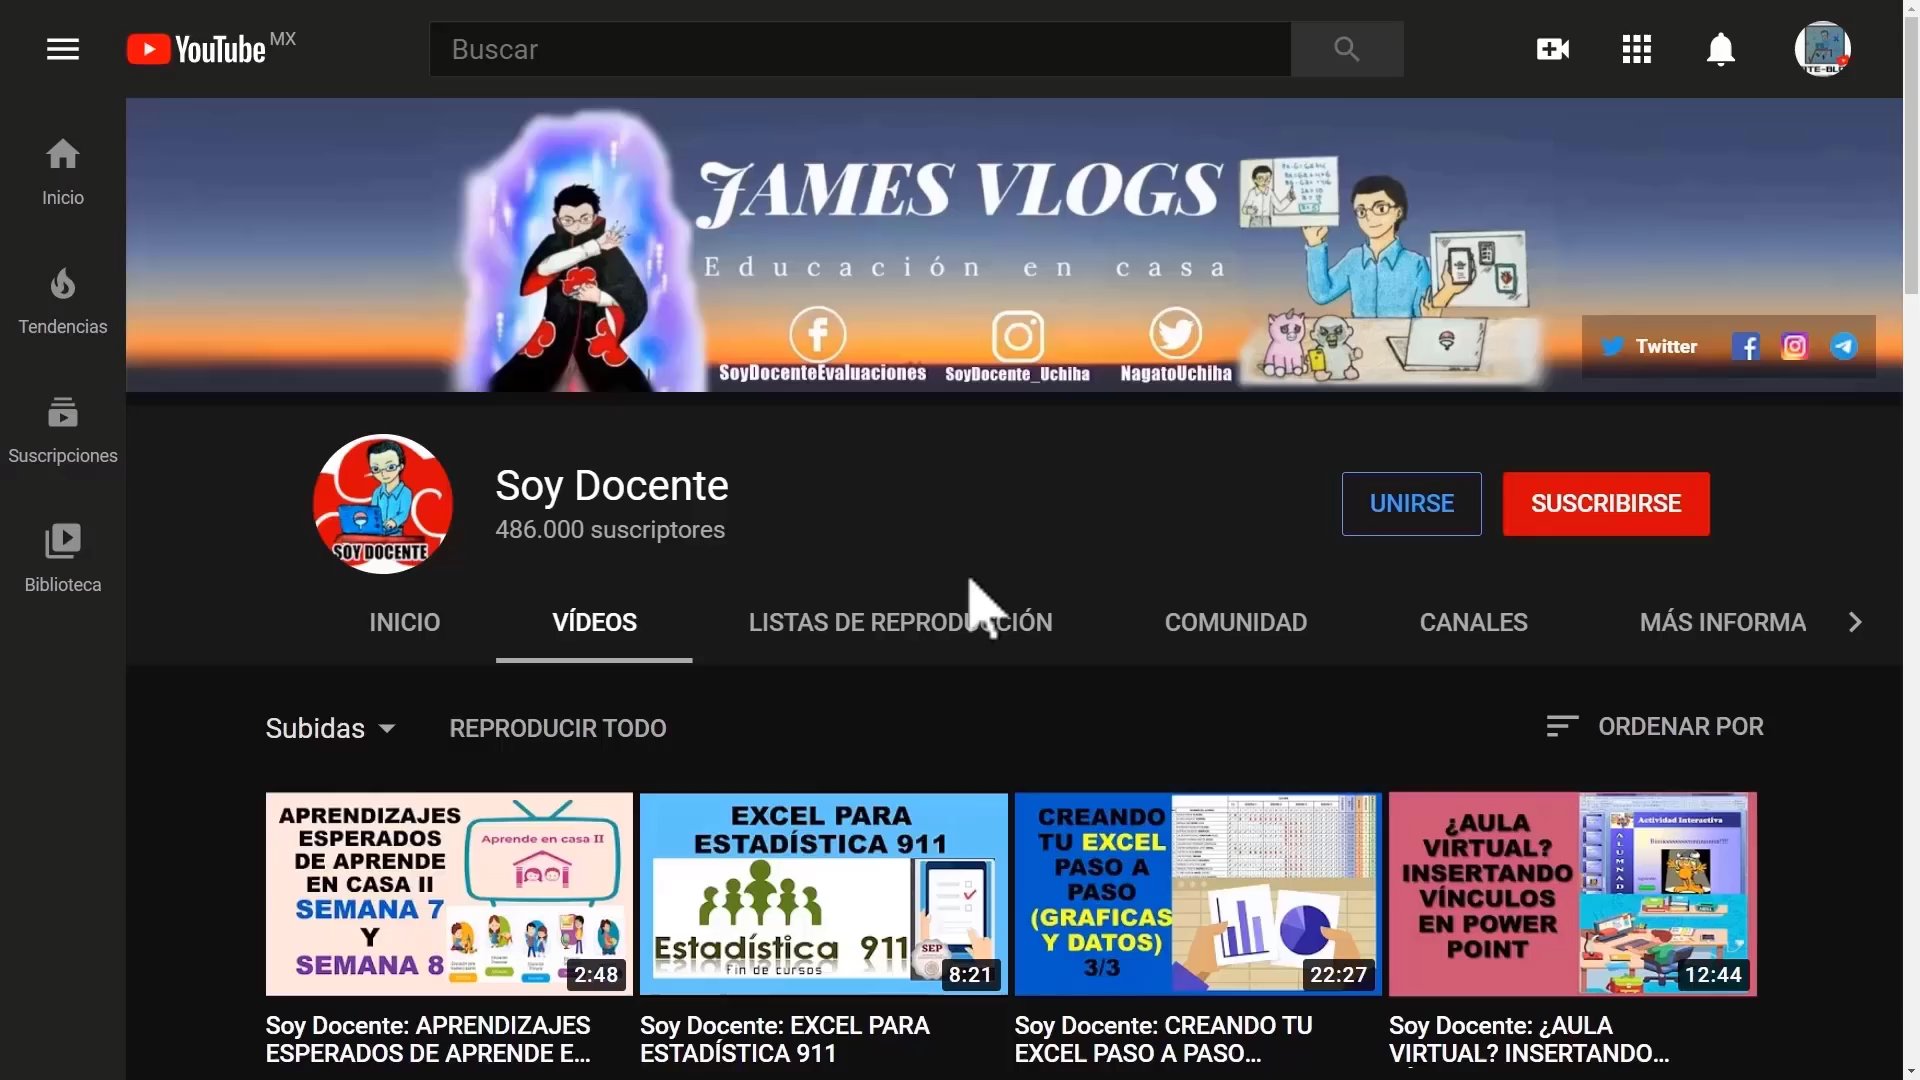 YouTube MX
Buscar
Inicio
Tendencias
Suscripciones
Biblioteca
JAMES VLOGS
Educación en casa
SoyDocenteEvaluaciones
SoyDocente_Uchiha
NagatoUchiha
Twitter
SOY DOCENTE
Soy Docente
486.000 suscriptores
UNIRSE
SUSCRIBIRSE
INICIO
VÍDEOS
LISTAS DE REPRODUCCIÓN
COMUNIDAD
CANALES
MÁS INFORMA
Subidas
REPRODUCIR TODO
ORDENAR POR
APRENDIZAJES
ESPERADOS
DE APRENDE
EN CASA II
SEMANA 7
Y
SEMANA 8
Aprende en casa II
2:48
EXCEL PARA
ESTADÍSTICA 911
Estadística 911
Fin de cursos
SEP
8:21
CREANDO
TU EXCEL
PASO A
PASO
(GRAFICAS
Y DATOS)
3/3
22:27
¿AULA
VIRTUAL?
INSERTANDO
VÍNCULOS
EN POWER
POINT
Actividad Interactiva
12:44
Soy Docente: APRENDIZAJES
ESPERADOS DE APRENDE E...
Soy Docente: EXCEL PARA
ESTADÍSTICA 911
Soy Docente: CREANDO TU
EXCEL PASO A PASO...
Soy Docente: ¿AULA
VIRTUAL? INSERTANDO...